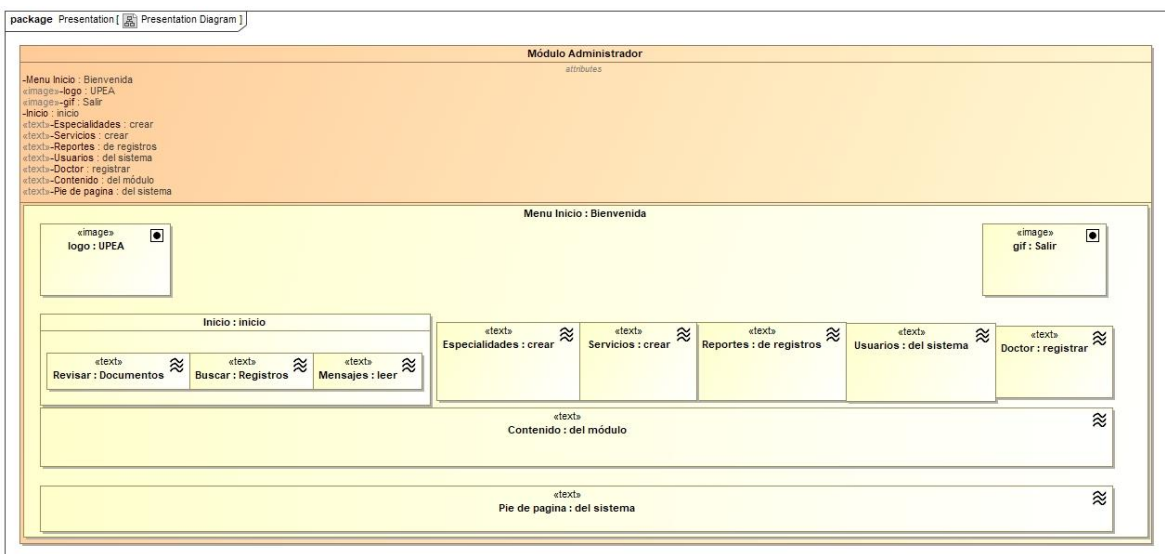 package Presentation [ Presentation Diagram ]
Módulo Administrador
attributes
-Menu Inicio : Bienvenida
«image»-logo : UPEA
«image»-gif : Salir
-Inicio : inicio
«text»-Especialidades : crear
«text»-Servicios : crear
«text»-Reportes : de registros
«text»-Usuarios : del sistema
«text»-Doctor : registrar
«text»-Contenido : del módulo
«text»-Pie de pagina : del sistema
Menu Inicio : Bienvenida
«image»
logo : UPEA
«image»
gif : Salir
Inicio : inicio
«text»
Revisar : Documentos
«text»
Buscar : Registros
«text»
Mensajes : leer
«text»
Especialidades : crear
«text»
Servicios : crear
«text»
Reportes : de registros
«text»
Usuarios : del sistema
«text»
Doctor : registrar
«text»
Contenido : del módulo
«text»
Pie de pagina : del sistema